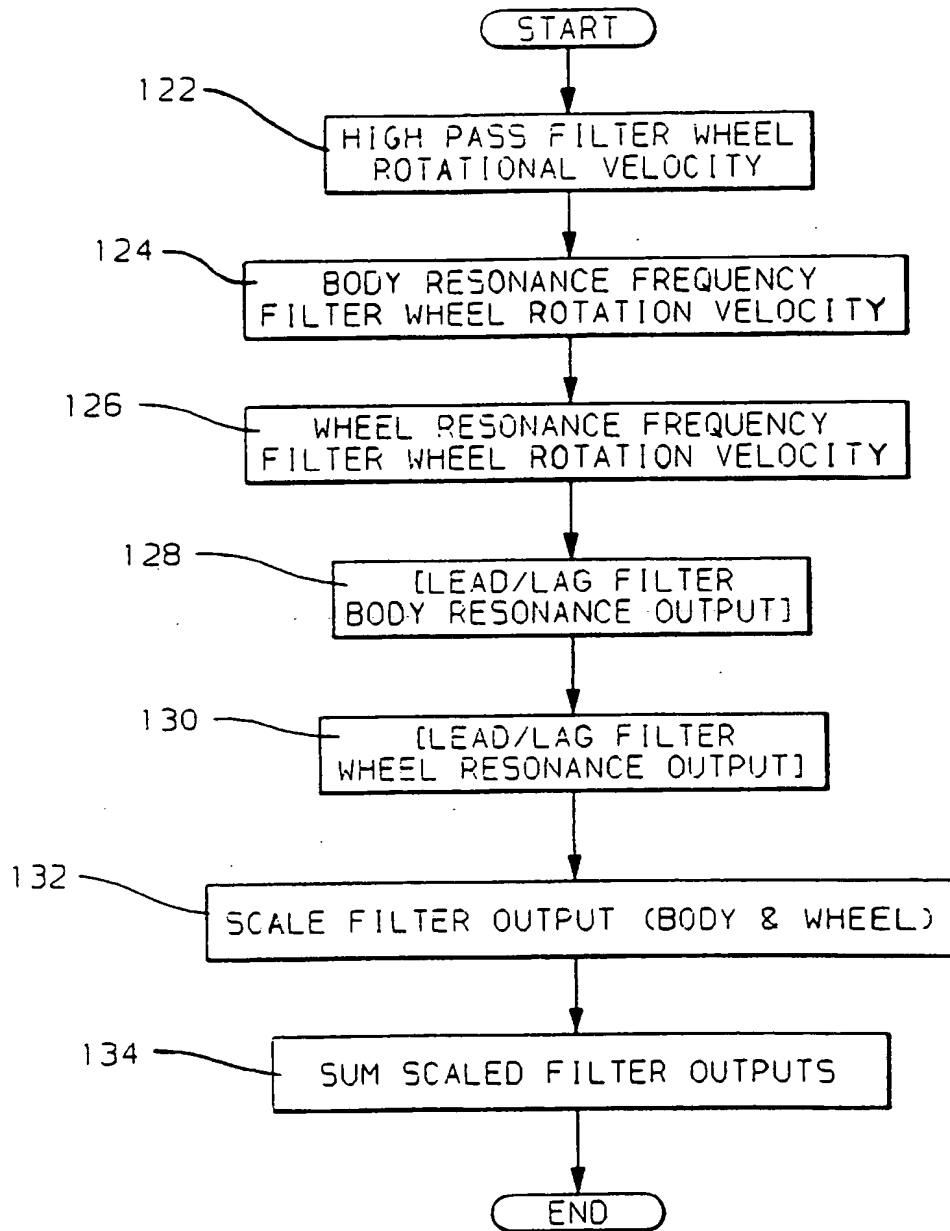 START
122
HIGH PASS FILTER WHEEL
ROTATIONAL VELOCITY
124
BODY RESONANCE FREQUENCY
FILTER WHEEL ROTATION VELOCITY
126
WHEEL RESONANCE FREQUENCY
FILTER WHEEL ROTATION VELOCITY
128
[LEAD/LAG FILTER
BODY RESONANCE OUTPUT]
130
[LEAD/LAG FILTER
WHEEL RESONANCE OUTPUT]
132
SCALE FILTER OUTPUT (BODY & WHEEL)
134
SUM SCALED FILTER OUTPUTS
END